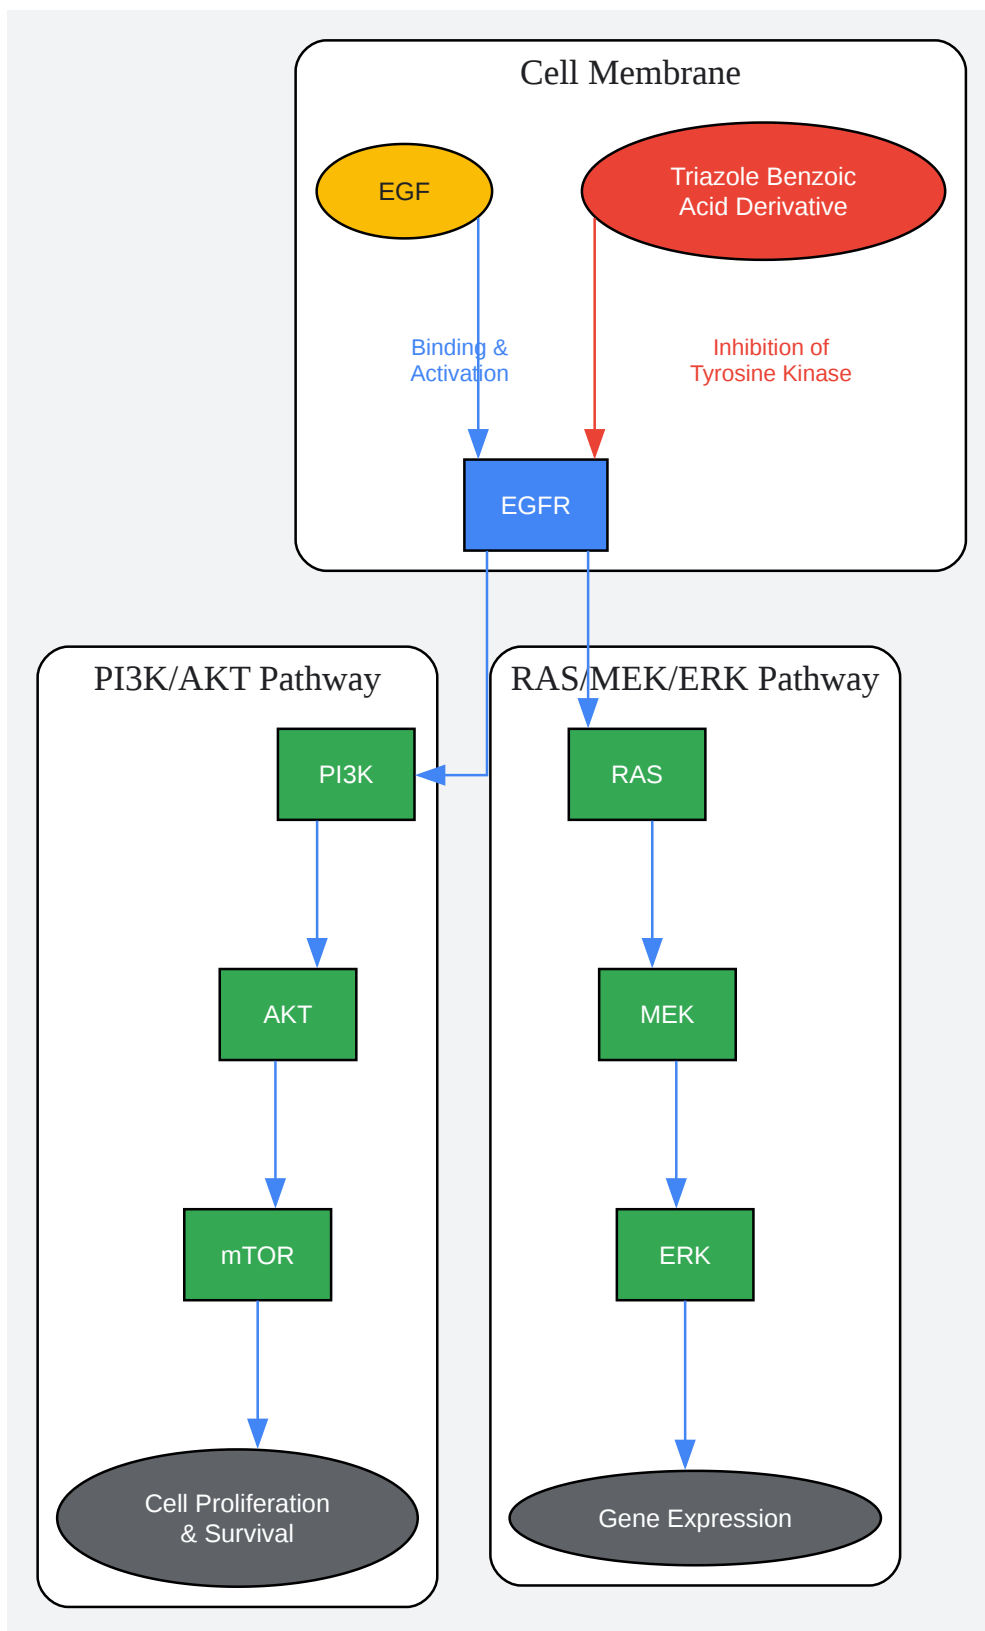 Cell Membrane
EGF
Triazole Benzoic
Acid Derivative
Binding &
Activation
Inhibition of
Tyrosine Kinase
EGFR
PI3K/AKT Pathway
RAS/MEK/ERK Pathway
PI3K
RAS
AKT
MEK
mTOR
ERK
Cell Proliferation
& Survival
Gene Expression